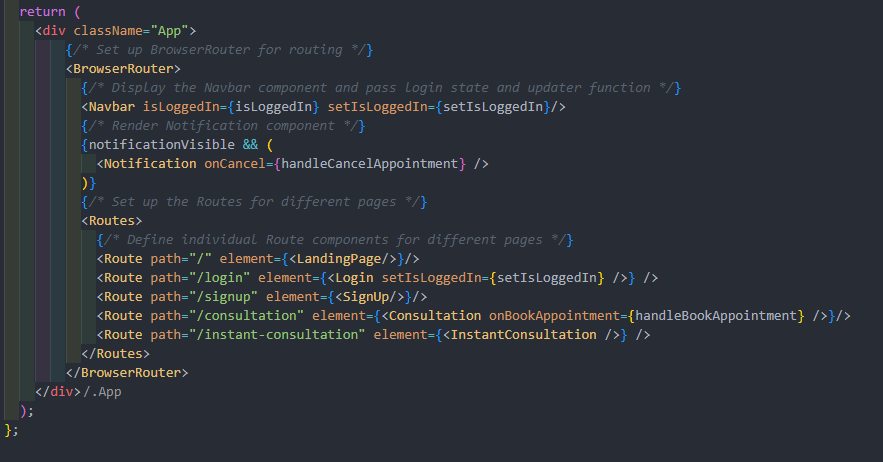 return (
<div className="App">
{/* Set up BrowserRouter for routing */}
<BrowserRouter>
{/* Display the Navbar component and pass login state and updater function */}
<Navbar isLoggedIn={isLoggedIn} setIsLoggedIn={setIsLoggedIn}/>
{/* Render Notification component */}
{notificationVisible && (
<Notification onCancel={handleCancelAppointment} />
)}
{/* Set up the Routes for different pages */}
<Routes>
{/* Define individual Route components for different pages */}
<Route path="/" element={<LandingPage/>}/>
<Route path="/login" element={<Login setIsLoggedIn={setIsLoggedIn} />} />
<Route path="/signup" element={<SignUp/>}/>
<Route path="/consultation" element={<Consultation onBookAppointment={handleBookAppointment} />}/>
<Route path="/instant-consultation" element={<InstantConsultation />} />
</Routes>
</BrowserRouter>
</div>/.App
);
};